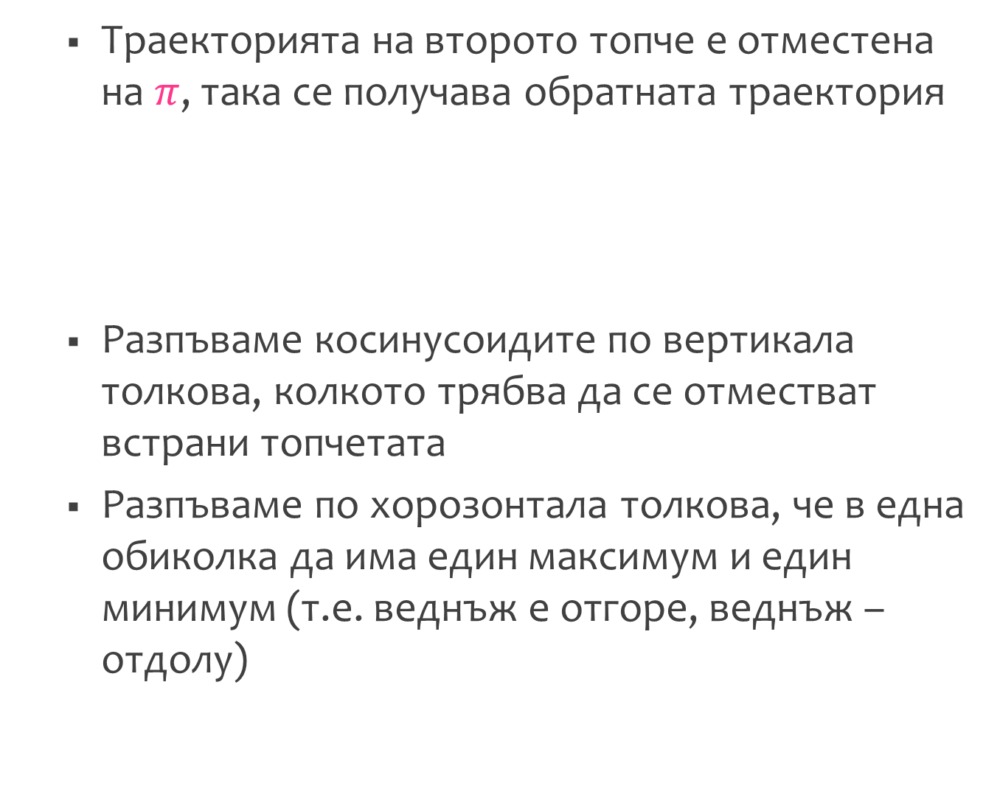 ▪ Траекторията на второто топче е отместена
на π, така се получава обратната траектория
▪ Разпъваме косинусоидите по вертикала
толкова, колкото трябва да се отместват
встрани топчетата
▪ Разпъваме по хорозонтала толкова, че в една
обиколка да има един максимум и един
минимум (т.е. веднъж е отгоре, веднъж –
отдолу)